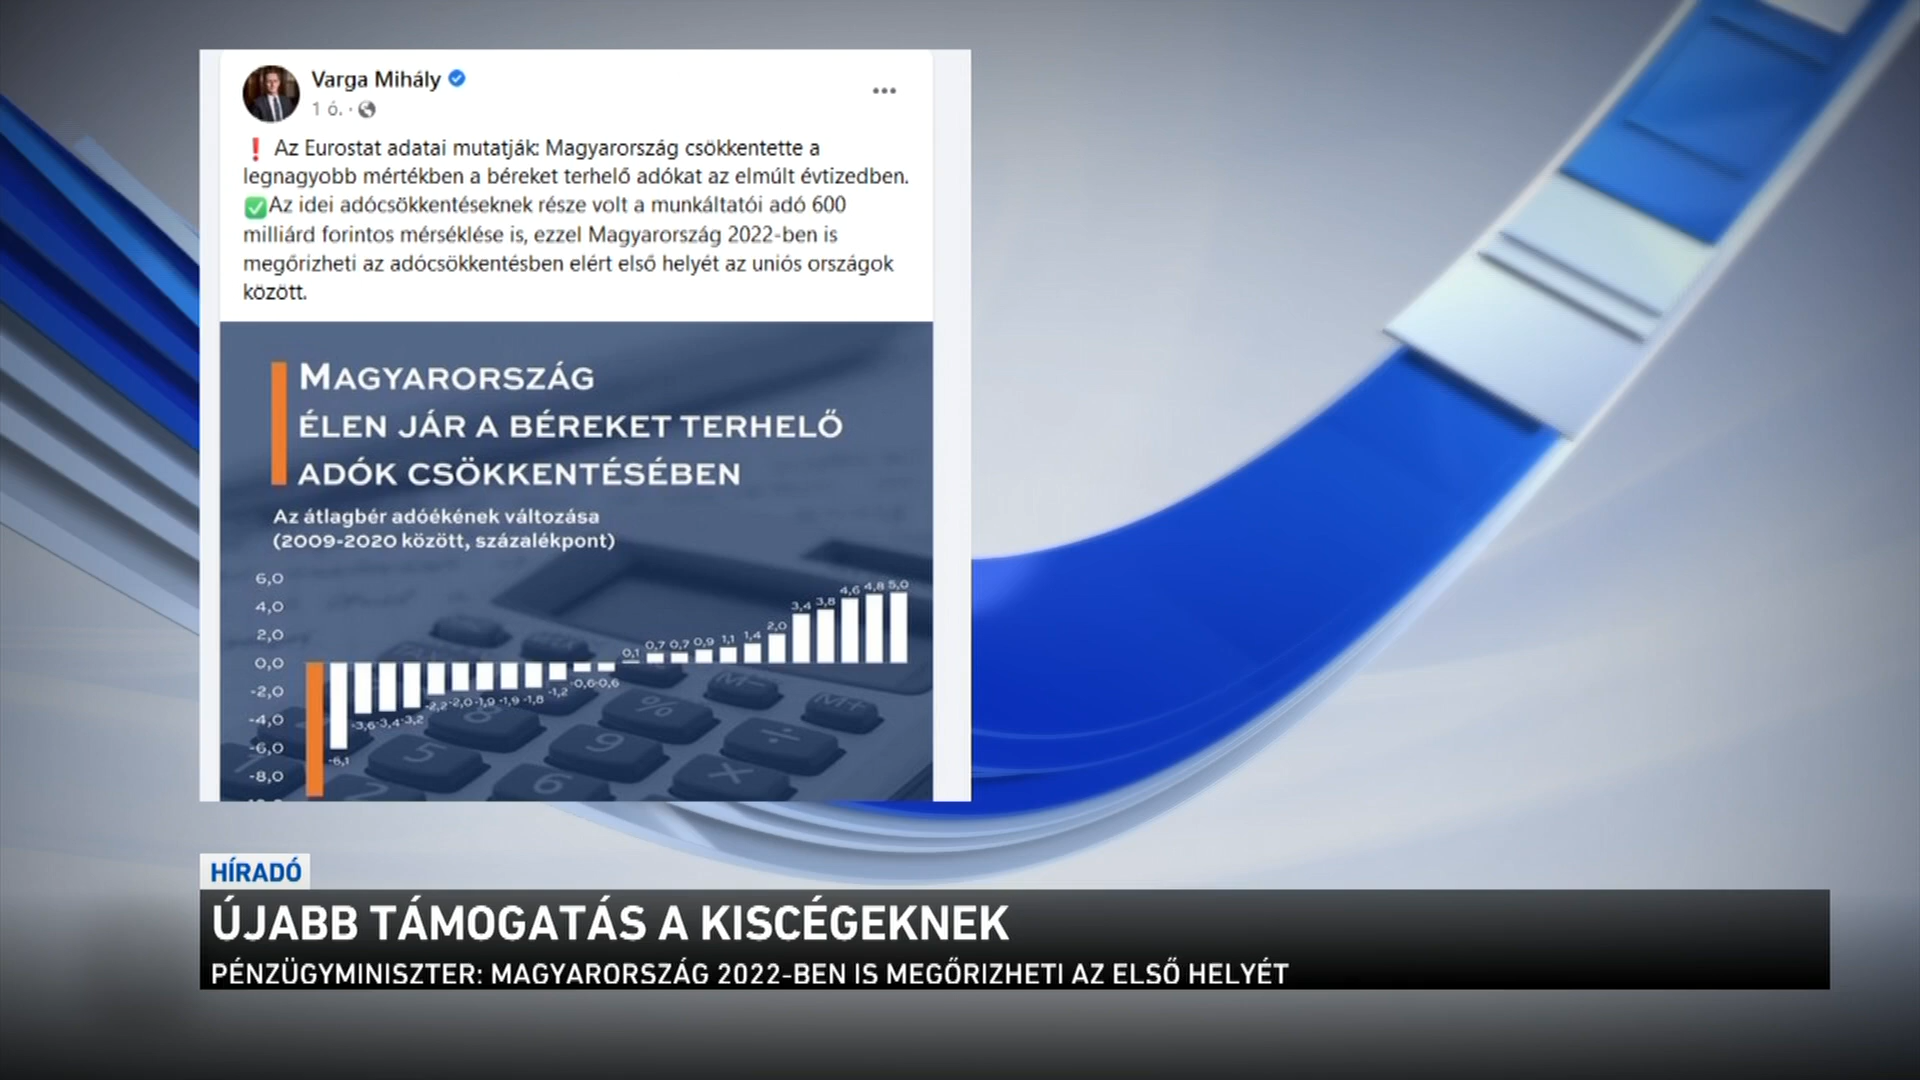 Varga Mihály
1 ó. ·
❗ Az Eurostat adatai mutatják: Magyarország csökkentette a
legnagyobb mértékben a béreket terhelő adókat az elmúlt évtizedben.
✅Az idei adócsökkentéseknek része volt a munkáltatói adó 600
milliárd forintos mérséklése is, ezzel Magyarország 2022-ben is
megőrizheti az adócsökkentésben elért első helyét az uniós országok
között.
MAGYARORSZÁG
ÉLEN JÁR A BÉREKET TERHELŐ
ADÓK CSÖKKENTÉSÉBEN
Az átlagbér adóékének változása
(2009-2020 között, százalékpont)
6,0
4,0
2,0
0,0
-2,0
-4,0
-6,0
-8,0
-6,1 -3,6 -3,4 -3,2 -2,2 -2,0 -1,9 -1,9 -1,8 -1,2 -0,6 -0,6 0,1 0,7 0,7 0,9 1,1 1,4 2,0 3,4 3,8 4,6 4,8 5,0
HÍRADÓ
ÚJABB TÁMOGATÁS A KISCÉGEKNEK
PÉNZÜGYMINISZTER: MAGYARORSZÁG 2022-BEN IS MEGŐRIZHETI AZ ELSŐ HELYÉT